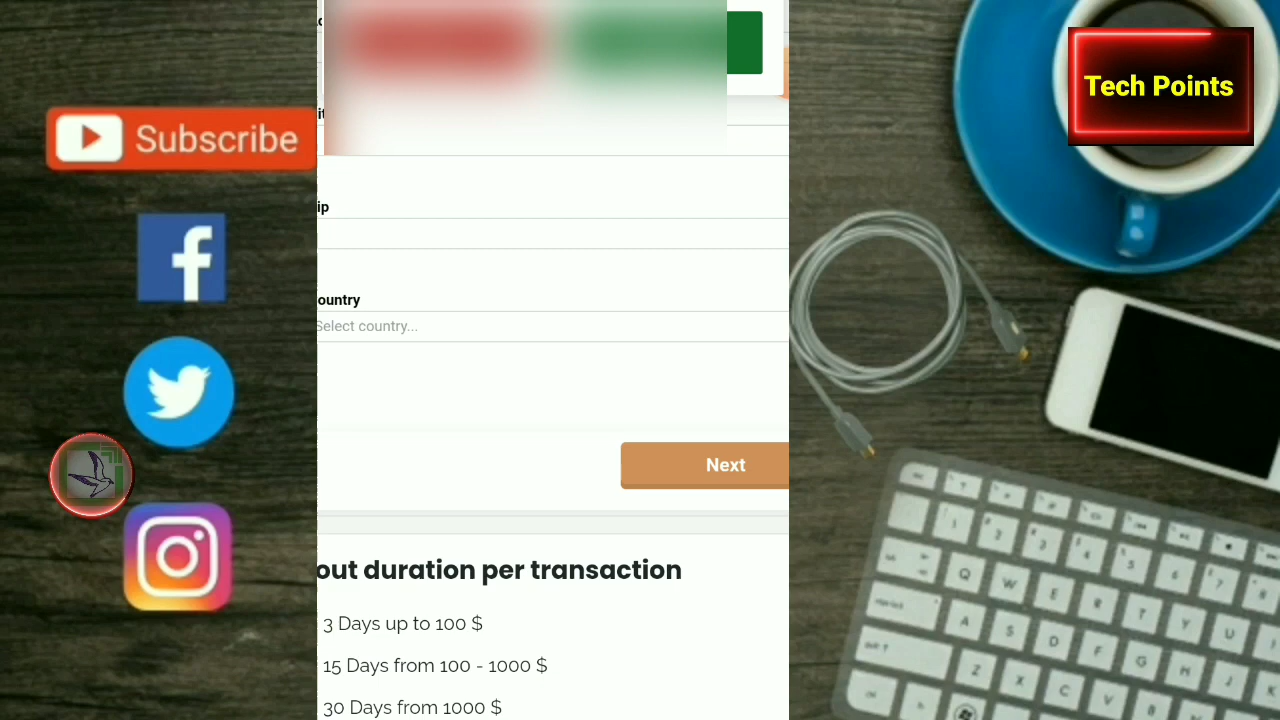 Subscribe
Tech Points
ip
ountry
Select country...
Next
out duration per transaction
3 Days up to 100 $
15 Days from 100 - 1000 $
30 Days from 1000 $